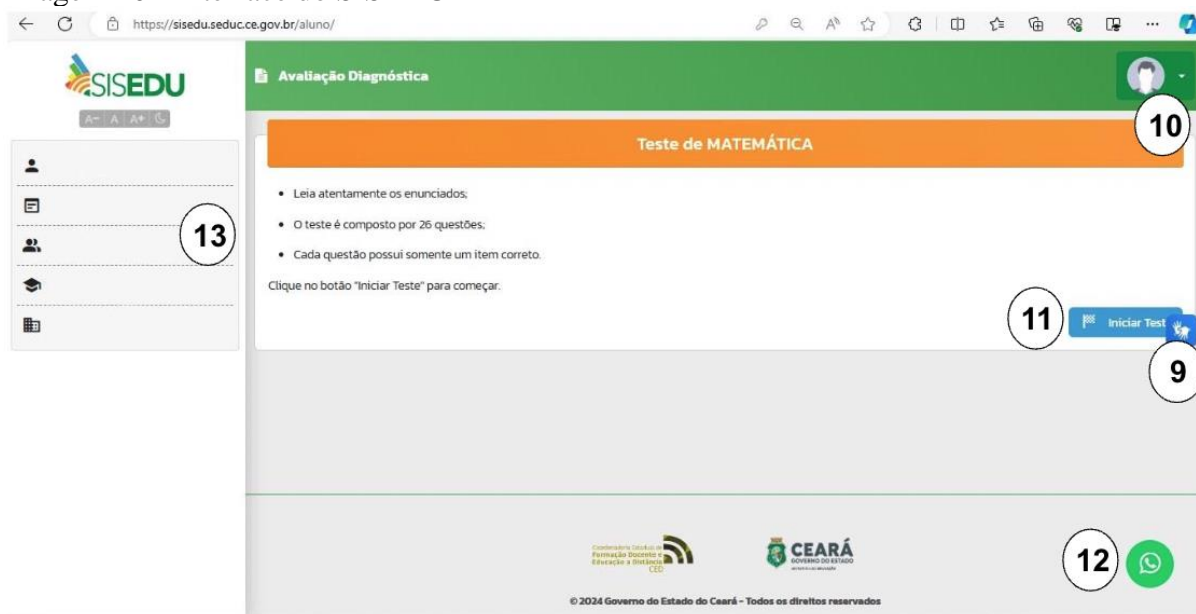 https://sisedu.seduc.ce.gov.br/aluno/
SISEDU
A- A A+
Avaliação Diagnóstica
10
Teste de MATEMÁTICA
• Leia atentamente os enunciados;
• O teste é composto por 26 questões;
• Cada questão possui somente um item correto.
Clique no botão "Iniciar Teste" para começar.
13
11
Iniciar Test
9
Coordenadoria Estadual de
Formação Docente e
Educação a Distância
CED
CEARÁ
GOVERNO DO ESTADO
12
© 2024 Governo do Estado do Ceará - Todos os direitos reservados